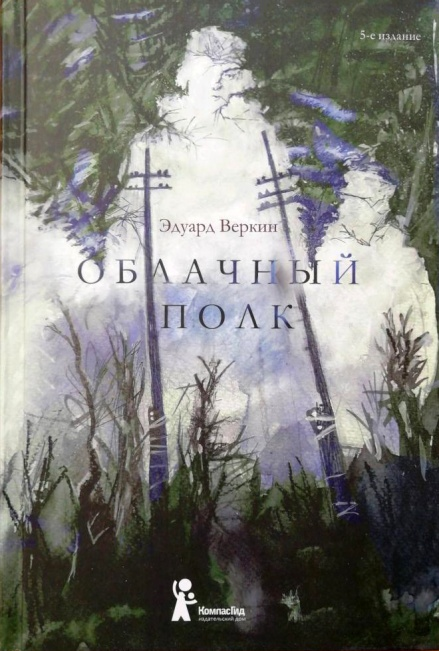 5-е издание
Эдуард Веркин
ОБЛАЧНЫЙ
ПОЛК
КомпасГид
издательский дом